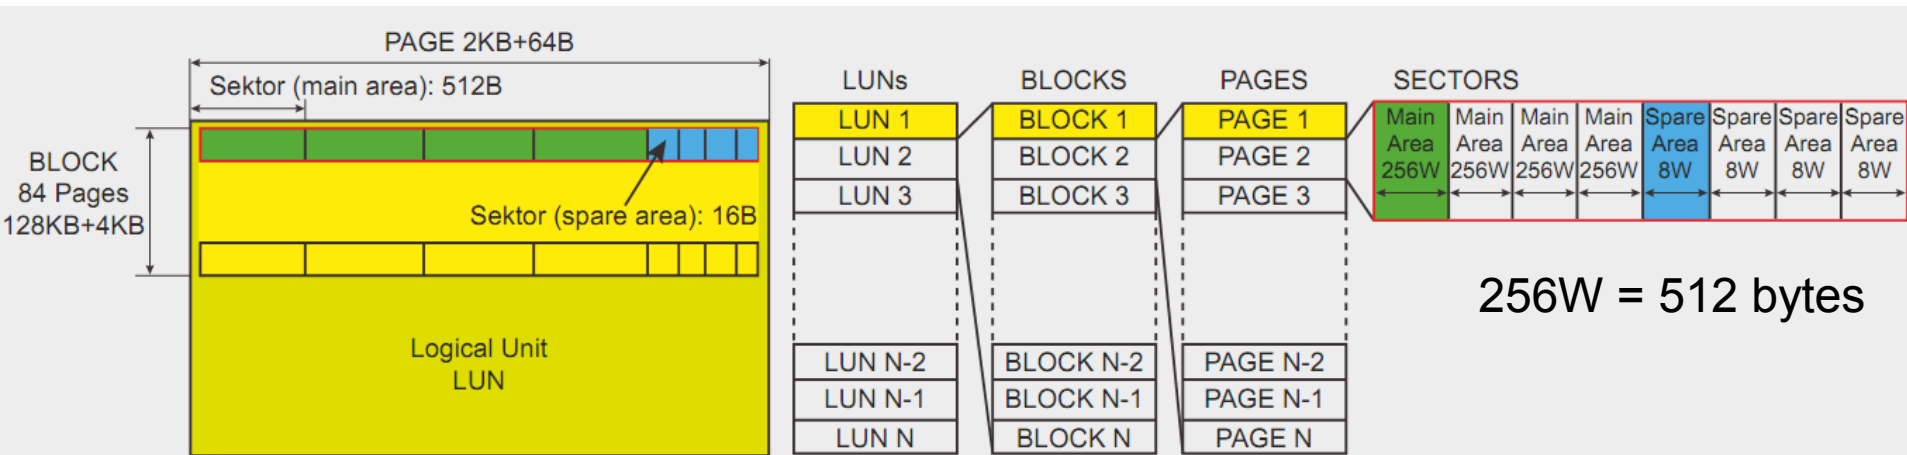 PAGE 2KB+64B
Sektor (main area): 512B
BLOCK
84 Pages
128KB+4KB
Sektor (spare area): 16B
Logical Unit
LUN
LUNs
LUN 1
LUN 2
LUN 3
LUN N-2
LUN N-1
LUN N
BLOCKS
BLOCK 1
BLOCK 2
BLOCK 3
BLOCK N-2
BLOCK N-1
BLOCK N
PAGES
PAGE 1
PAGE 2
PAGE 3
PAGE N-2
PAGE N-1
PAGE N
SECTORS
Main Main Main Main Spare Spare Spare Spare
Area Area Area Area Area Area Area Area
256W 256W 256W 256W 8W 8W 8W 8W
256W = 512 bytes